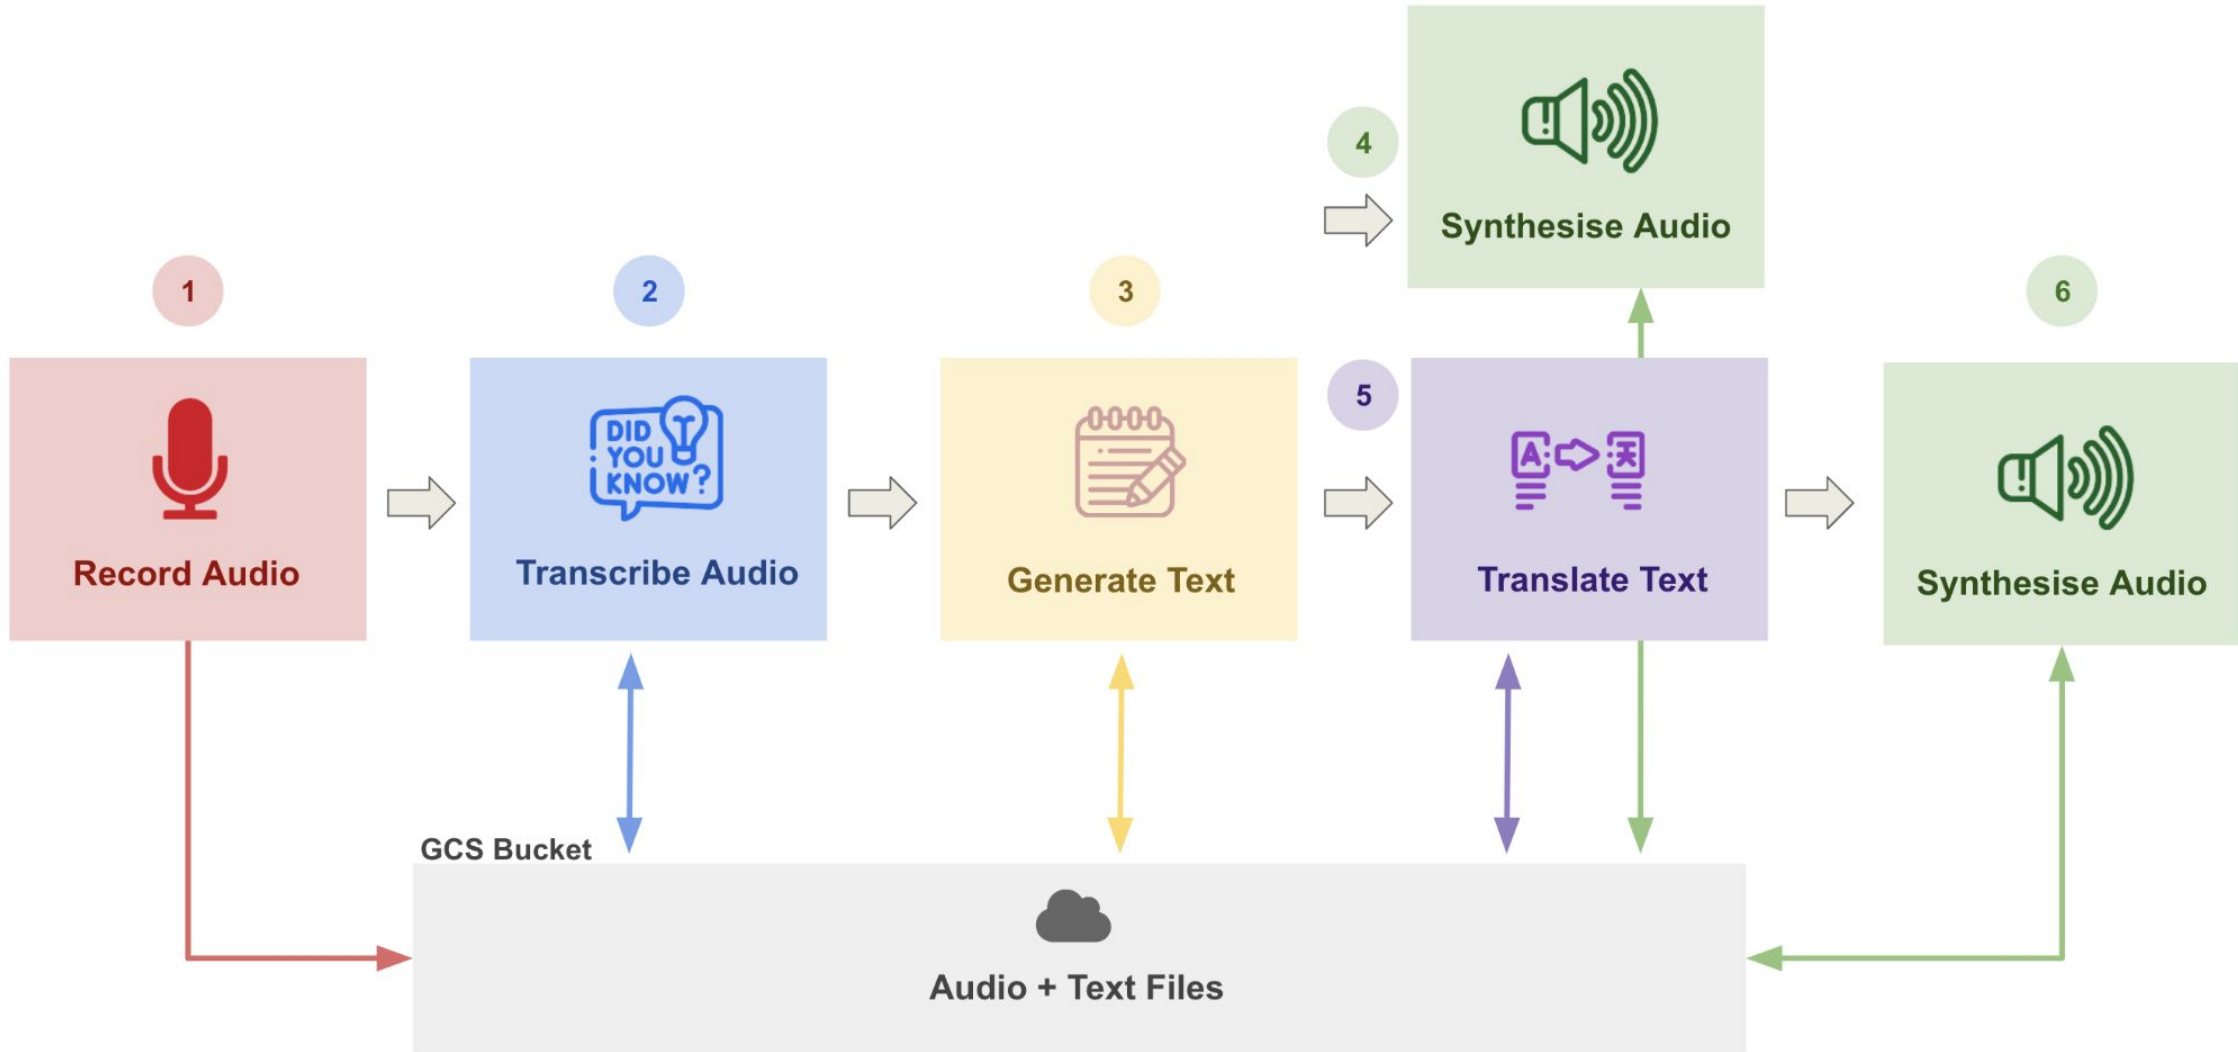 4
Synthesise Audio
1
2
3
6
5
DID
YOU
KNOW?
A
天
Record Audio
Transcribe Audio
Generate Text
Translate Text
Synthesise Audio
GCS Bucket
Audio + Text Files